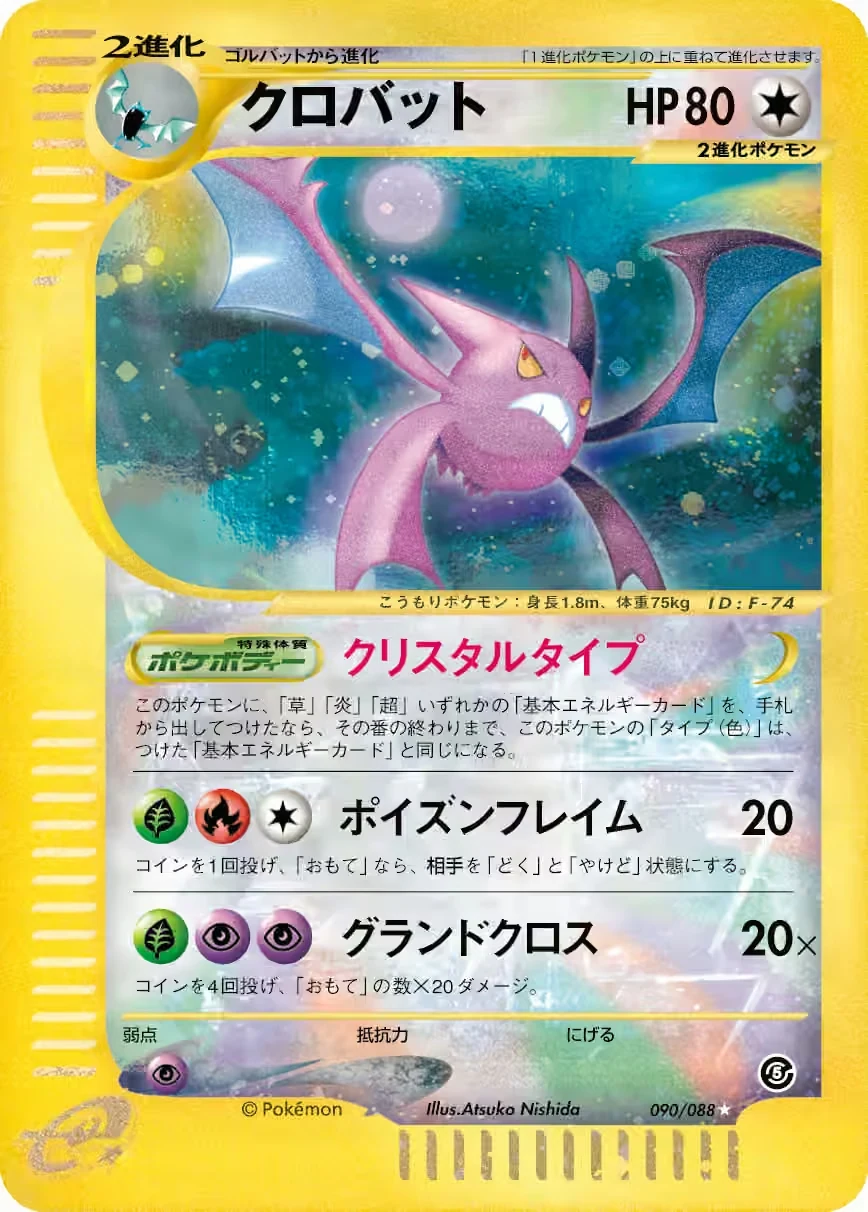 2進化
ゴルバットから進化
「1進化ポケモン」の上に重ねて進化させます。
クロバット
HP80
2進化ポケモン
こうもりポケモン：身長1.8m、体重75kg ID：F-74
特殊体質
ポケボディー
クリスタルタイプ
このポケモンに、「草」「炎」「超」いずれかの「基本エネルギーカード」を、手札
から出してつけたなら、その番の終わりまで、このポケモンの「タイプ（色）」は、
つけた「基本エネルギーカード」と同じになる。
ポイズンフレイム 20
コインを1回投げ、「おもて」なら、相手を「どく」と「やけど」状態にする。
グランドクロス 20×
コインを4回投げ、「おもて」の数×20ダメージ。
弱点 抵抗力 にげる
5
© Pokémon Illus.Atsuko Nishida 090/088★
e